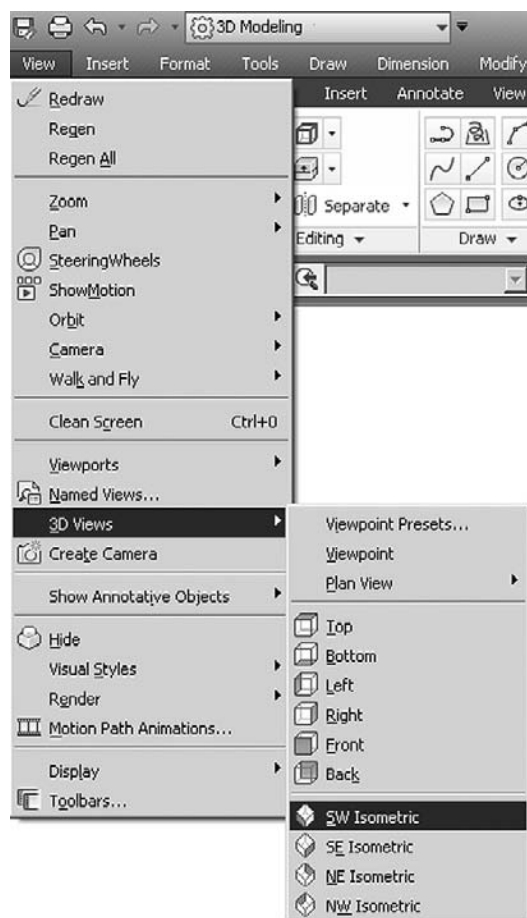 3D Modeling
View Insert Format Tools Draw Dimension Modify
Insert Annotate View
Redraw
Regen
Regen All
Zoom
Pan
SteeringWheels
ShowMotion
Orbit
Camera
Walk and Fly
Clean Screen Ctrl+0
Viewports
Named Views...
3D Views
Create Camera
Show Annotative Objects
Hide
Visual Styles
Render
Motion Path Animations...
Display
Toolbars...
Separate
Editing Draw
Viewpoint Presets...
Viewpoint
Plan View
Top
Bottom
Left
Right
Front
Back
SW Isometric
SE Isometric
NE Isometric
NW Isometric